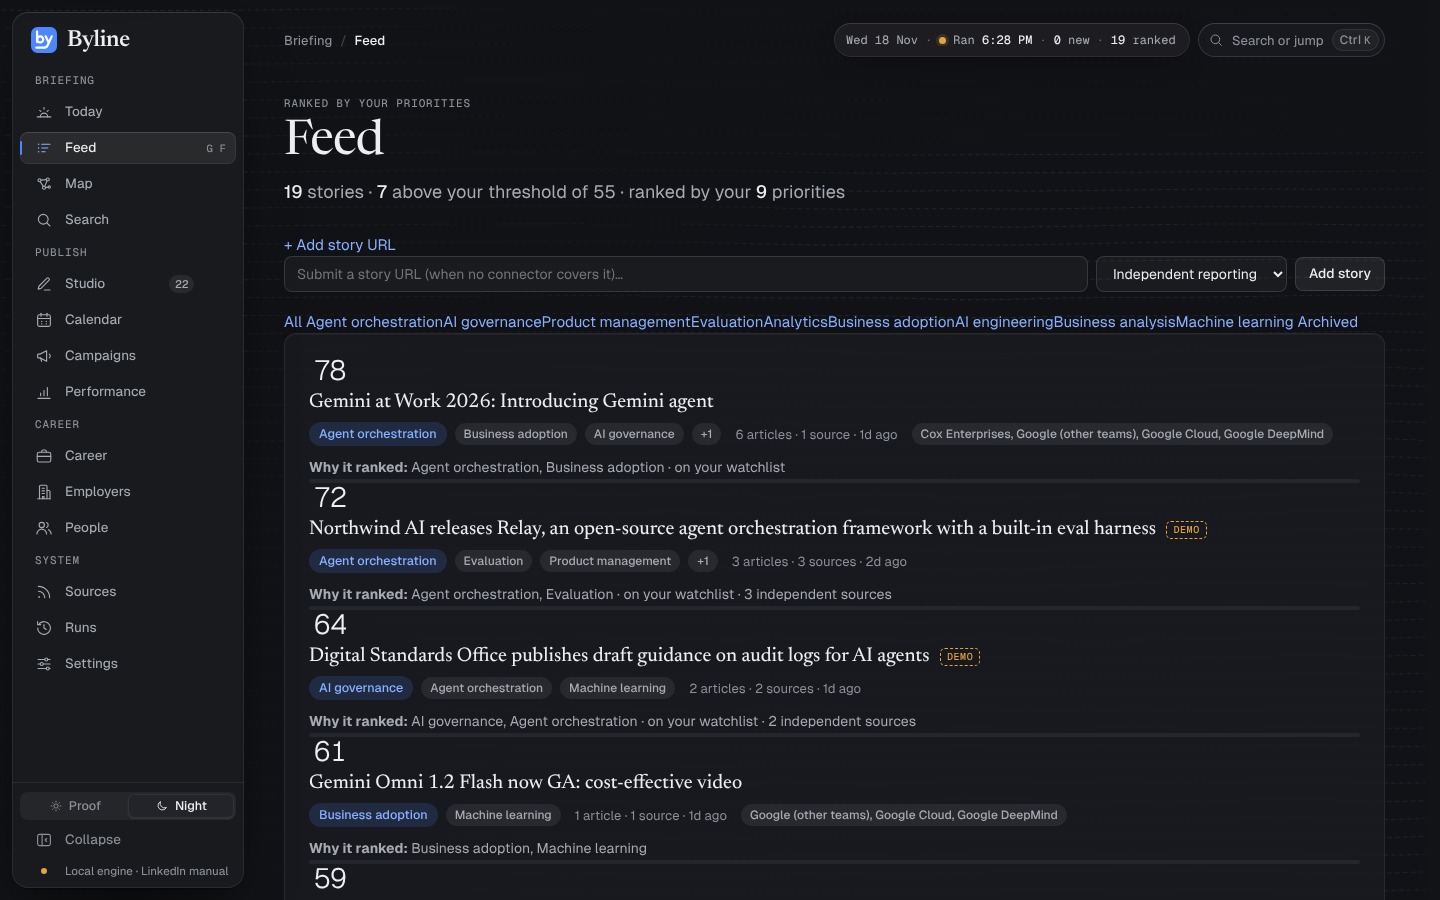 by Byline
BRIEFING
Today
Feed G F
Map
Search
PUBLISH
Studio 22
Calendar
Campaigns
Performance
CAREER
Career
Employers
People
SYSTEM
Sources
Runs
Settings
Proof Night
Collapse
Local engine · LinkedIn manual
Briefing / Feed
Wed 18 Nov · Ran 6:28 PM · 0 new · 19 ranked
Search or jump Ctrl K
RANKED BY YOUR PRIORITIES
Feed
19 stories · 7 above your threshold of 55 · ranked by your 9 priorities
+ Add story URL
Submit a story URL (when no connector covers it)…
Independent reporting
Add story
All Agent orchestrationAI governanceProduct managementEvaluationAnalyticsBusiness adoptionAI engineeringBusiness analysisMachine learning Archived
78
Gemini at Work 2026: Introducing Gemini agent
Agent orchestration Business adoption AI governance +1 6 articles · 1 source · 1d ago Cox Enterprises, Google (other teams), Google Cloud, Google DeepMind
Why it ranked: Agent orchestration, Business adoption · on your watchlist
72
Northwind AI releases Relay, an open-source agent orchestration framework with a built-in eval harness DEMO
Agent orchestration Evaluation Product management +1 3 articles · 3 sources · 2d ago
Why it ranked: Agent orchestration, Evaluation · on your watchlist · 3 independent sources
64
Digital Standards Office publishes draft guidance on audit logs for AI agents DEMO
AI governance Agent orchestration Machine learning 2 articles · 2 sources · 1d ago
Why it ranked: AI governance, Agent orchestration · on your watchlist · 2 independent sources
61
Gemini Omni 1.2 Flash now GA: cost-effective video
Business adoption Machine learning 1 article · 1 source · 1d ago Google (other teams), Google Cloud, Google DeepMind
Why it ranked: Business adoption, Machine learning
59